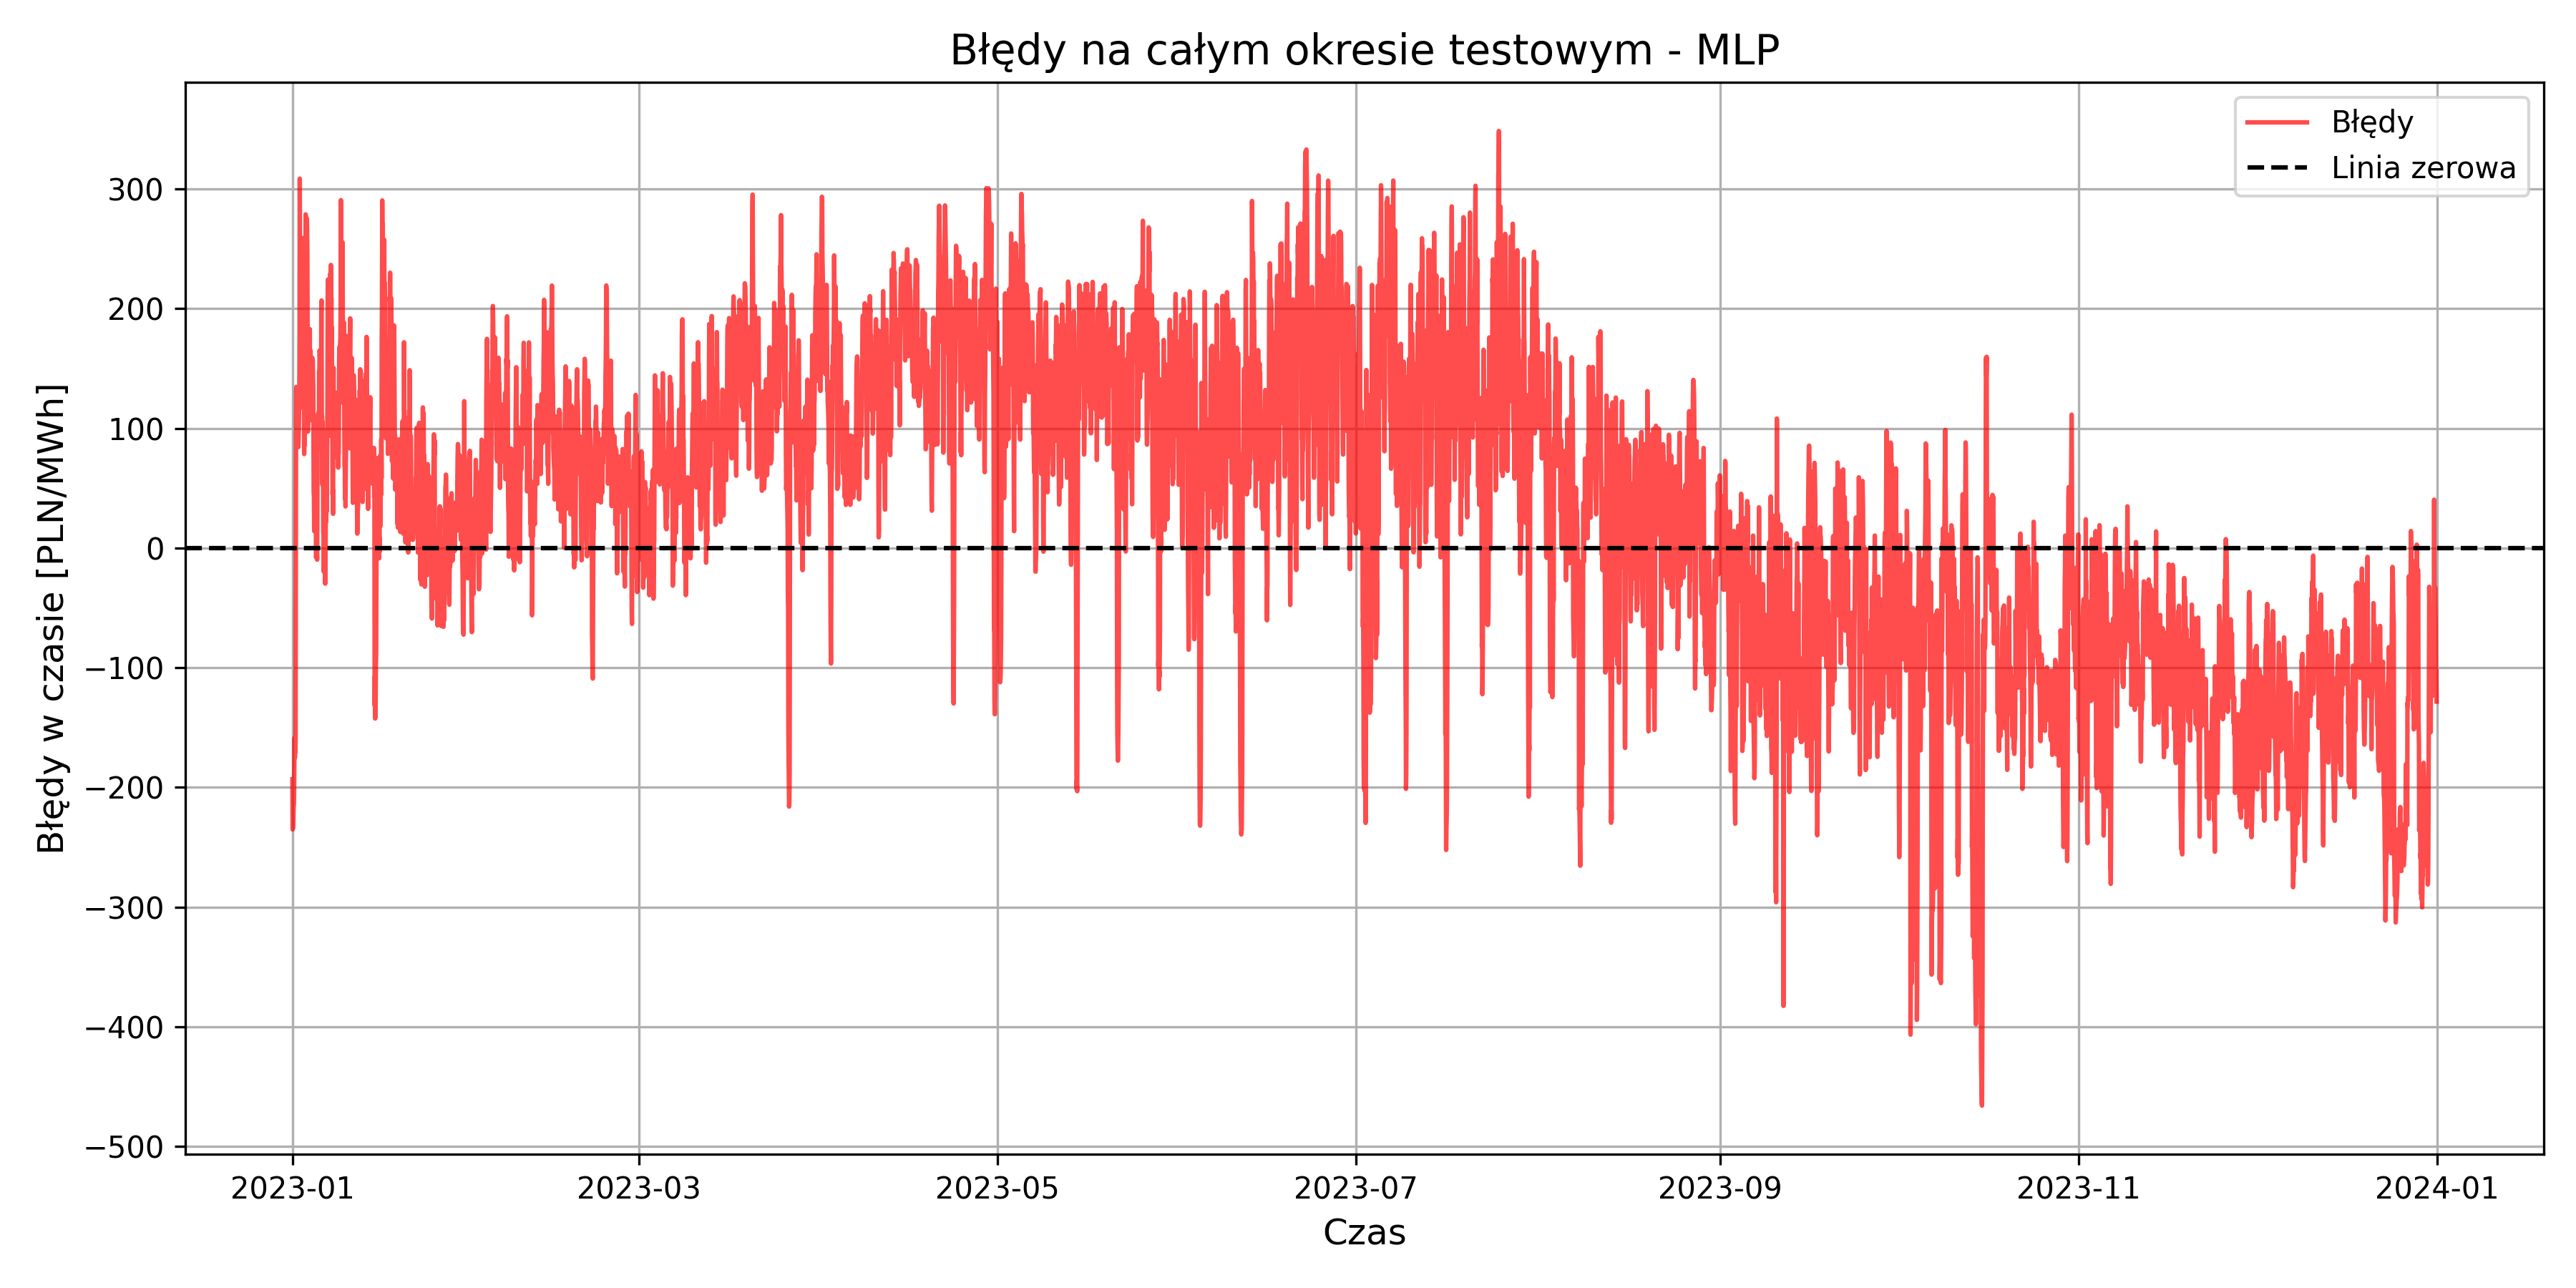 Błędy na całym okresie testowym - MLP
Błędy
Linia zerowa
Błędy w czasie [PLN/MWh]
300
200
100
0
−100
−200
−300
−400
−500
2023-01 2023-03 2023-05 2023-07 2023-09 2023-11 2024-01
Czas